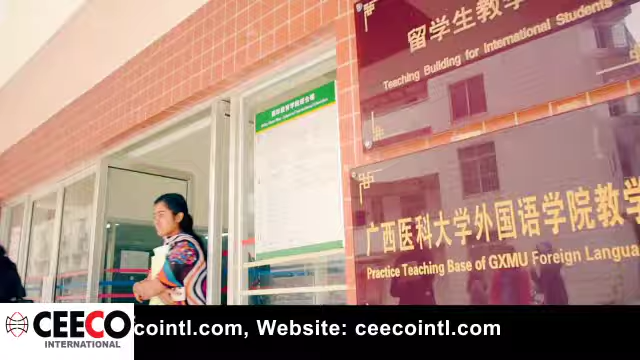 留学生教学
Teaching Building for International Students
广西医科大学外国语学院教学
Practice Teaching Base of GXMU Foreign Langua
CEECO
INTERNATIONAL
cointl.com, Website: ceecointl.com